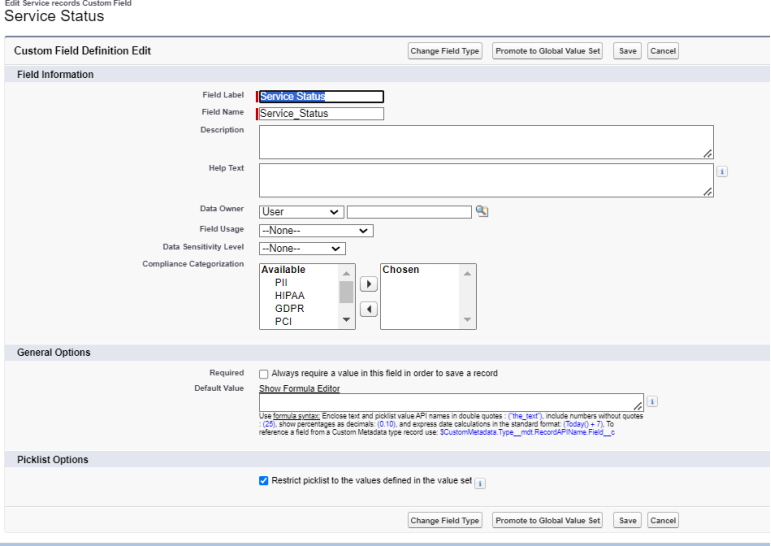 Edit Service records Custom Field
Service Status
Custom Field Definition Edit
Change Field Type
Promote to Global Value Set
Save
Cancel
Field Information
Field Label
Service Status
Field Name
Service_Status
Description
Help Text
i
Data Owner
User
Field Usage
--None--
Data Sensitivity Level
--None--
Compliance Categorization
Available
PII
HIPAA
GDPR
PCI
Chosen
General Options
Required
Always require a value in this field in order to save a record
Default Value
Show Formula Editor
i
Use formula syntax: Enclose text and picklist value API names in double quotes : ("the_text"), include numbers without quotes
: (25), show percentages as decimals: (0.10), and express date calculations in the standard format: (Today() + 7), To
reference a field from a Custom Metadata type record use: $CustomMetadata.Type__mdt.RecordAPIName.Field__c
Picklist Options
Restrict picklist to the values defined in the value set
i
Change Field Type
Promote to Global Value Set
Save
Cancel